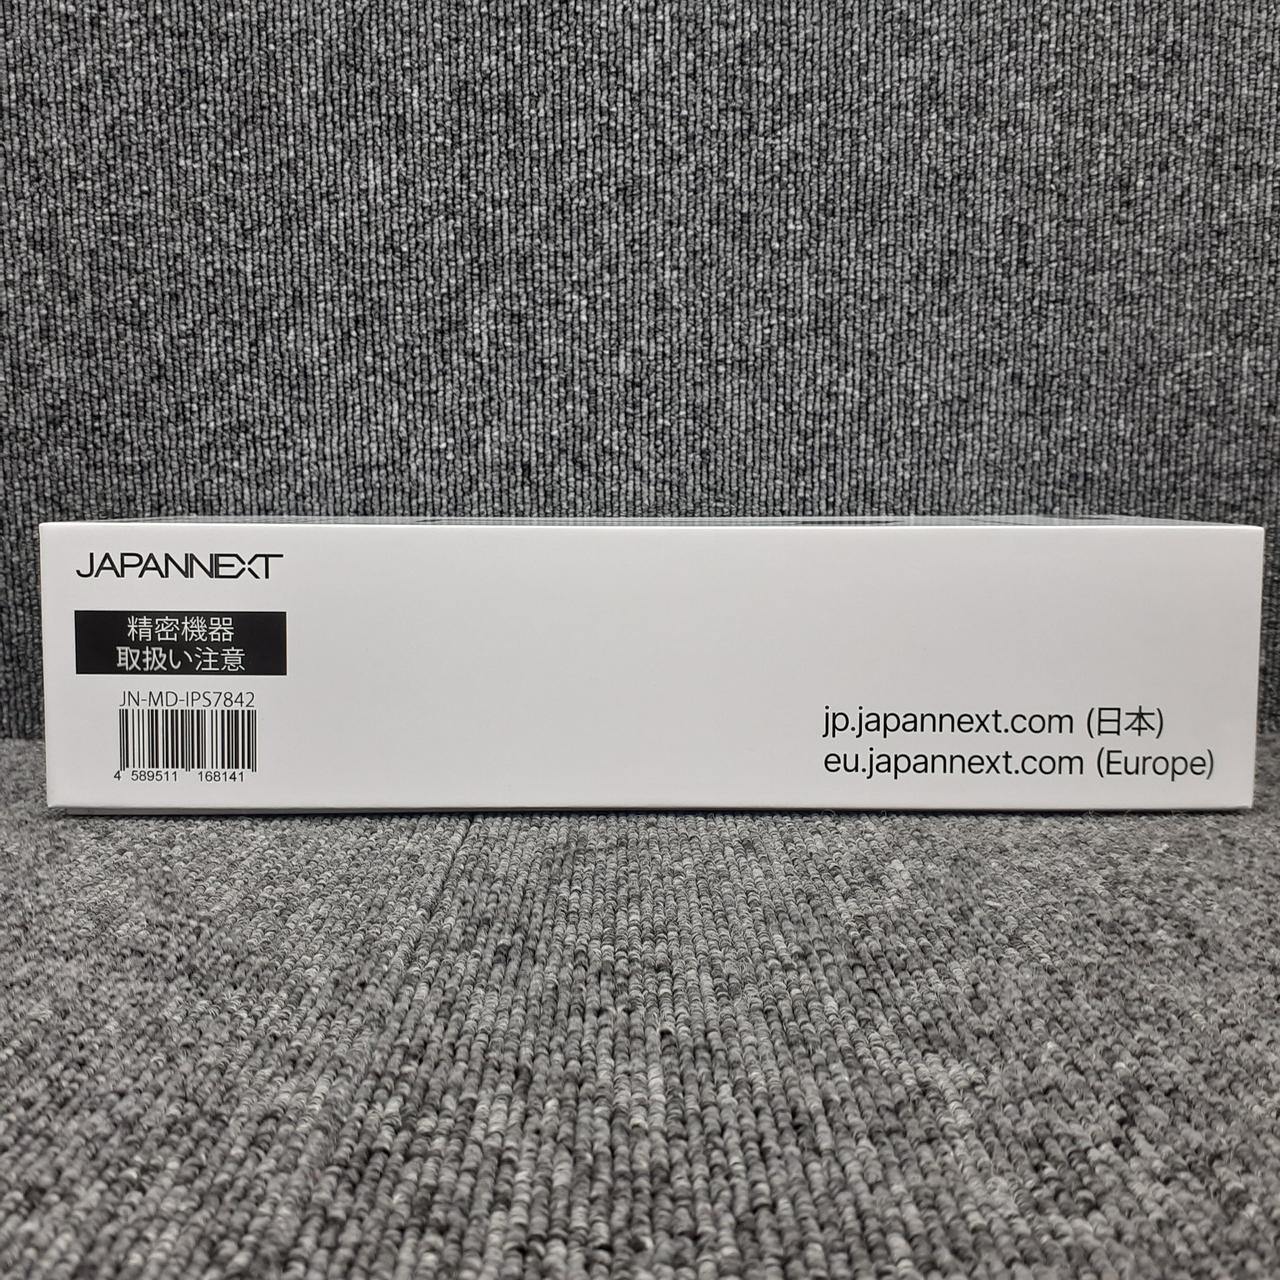 JAPANNEXT
精密機器
取扱い注意
JN-MD-IPS7842
4 589511 168141
jp.japannext.com (日本)
eu.japannext.com (Europe)